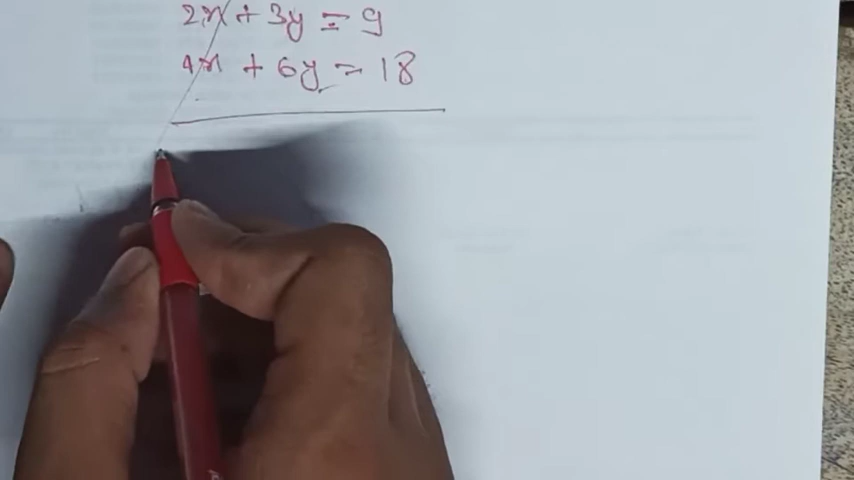 2x + 3y = 9
4x + 6y = 18